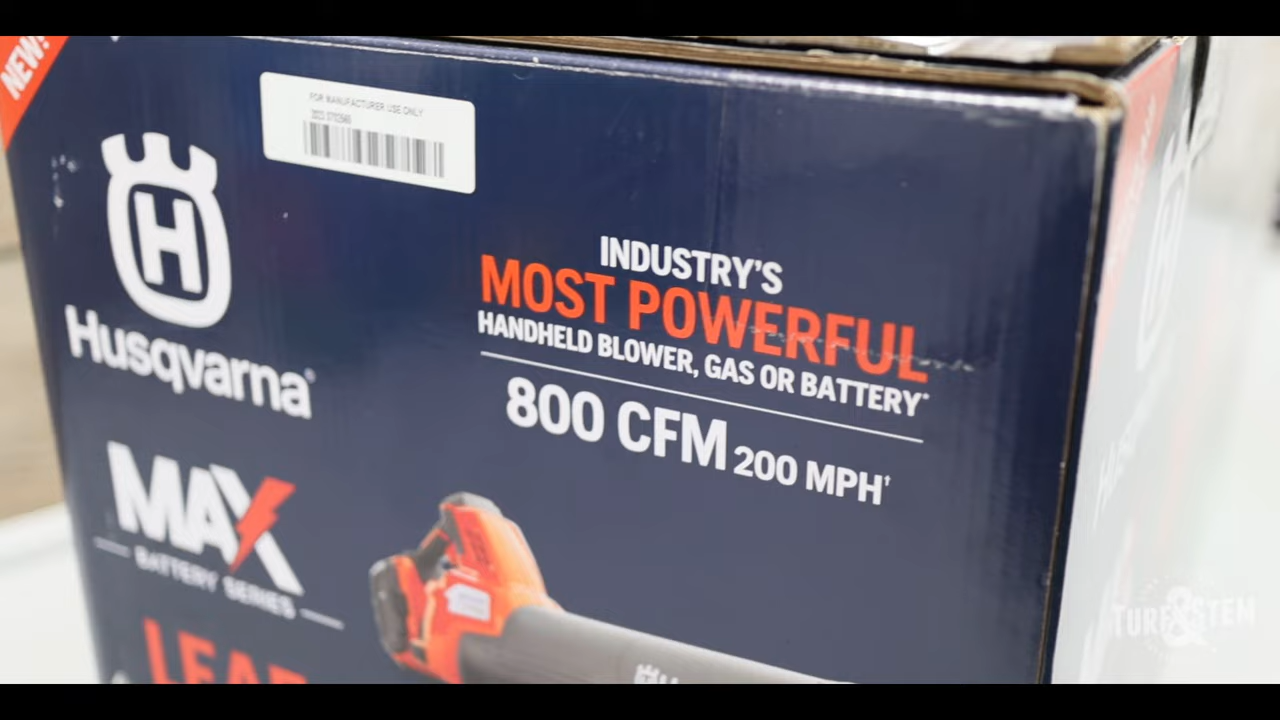 NEW!
FOR MANUFACTURER USE ONLY
H
Husqvarna
INDUSTRY'S
MOST POWERFUL
HANDHELD BLOWER, GAS OR BATTERY*
800 CFM 200 MPH†
MAX
BATTERY SERIES
LEAF
TURF & STEM